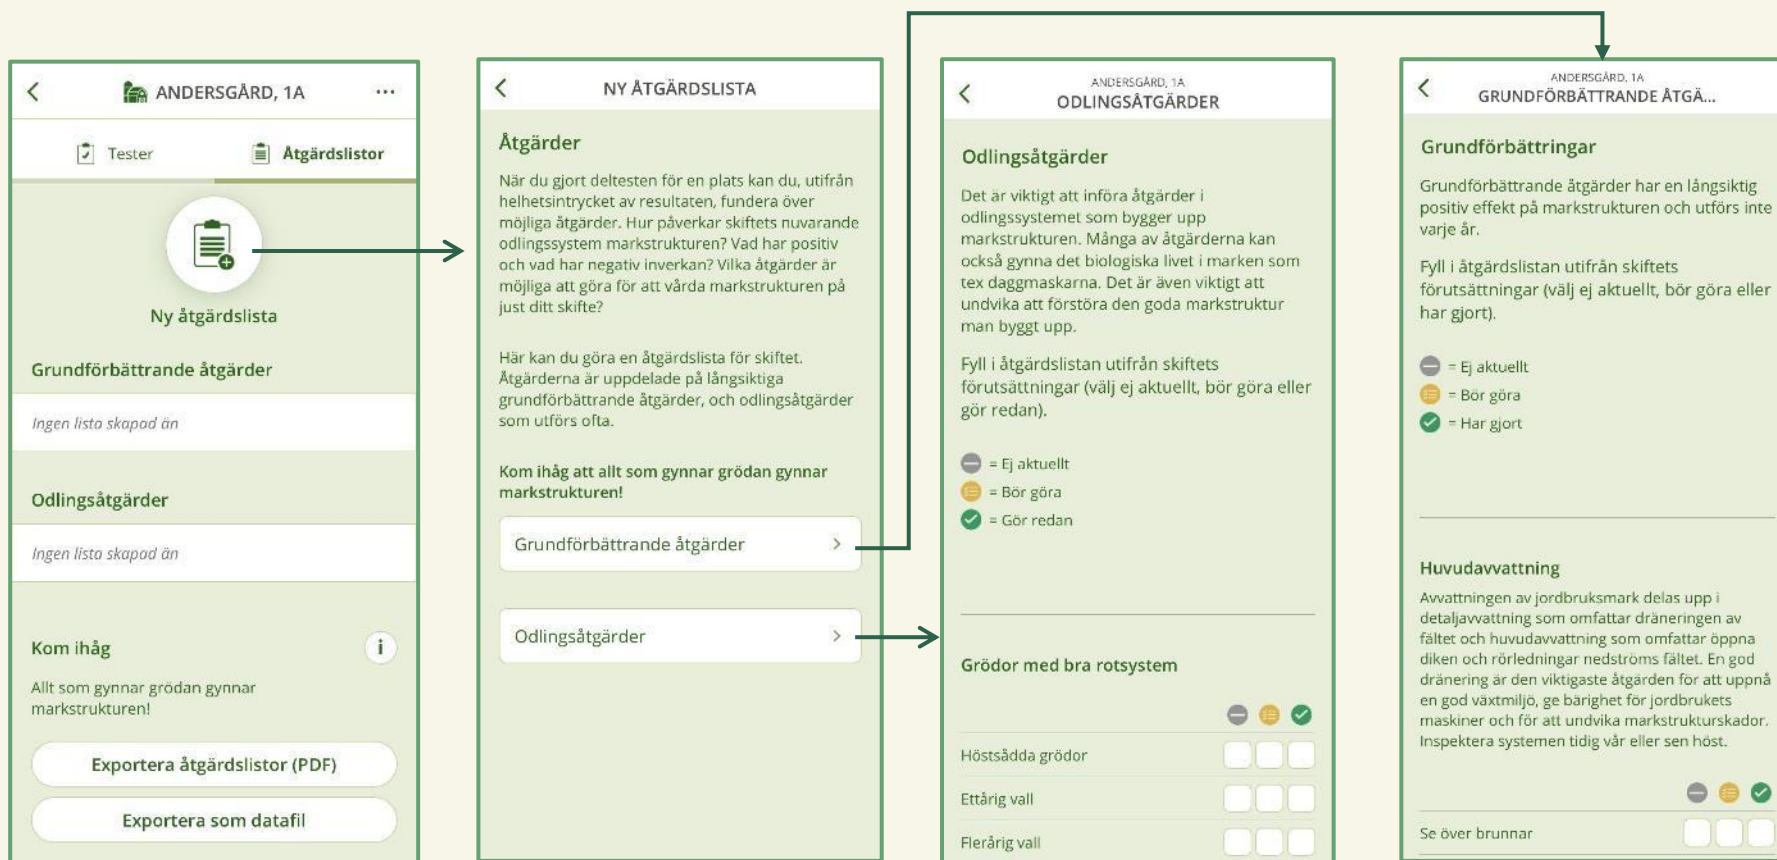 ANDERSGÅRD, 1A
...
Tester
Åtgärdslistor
Ny åtgärdslista
Grundförbättrande åtgärder
Ingen lista skapad än
Odlingsåtgärder
Ingen lista skapad än
Kom ihåg
i
Allt som gynnar grödan gynnar
markstrukturen!
Exportera åtgärdslistor (PDF)
Exportera som datafil
NY ÅTGÄRDSLISTA
Åtgärder
När du gjort deltesten för en plats kan du, utifrån
helhetsintrycket av resultaten, fundera över
möjliga åtgärder. Hur påverkar skiftets nuvarande
odlingssystem markstrukturen? Vad har positiv
och vad har negativ inverkan? Vilka åtgärder är
möjliga att göra för att vårda markstrukturen på
just ditt skifte?
Här kan du göra en åtgärdslista för skiftet.
Åtgärderna är uppdelade på långsiktiga
grundförbättrande åtgärder, och odlingsåtgärder
som utförs ofta.
Kom ihåg att allt som gynnar grödan gynnar
markstrukturen!
Grundförbättrande åtgärder
Odlingsåtgärder
ANDERSGÅRD, 1A
ODLINGSÅTGÄRDER
Odlingsåtgärder
Det är viktigt att införa åtgärder i
odlingssystemet som bygger upp
markstrukturen. Många av åtgärderna kan
också gynna det biologiska livet i marken som
tex daggmaskarna. Det är även viktigt att
undvika att förstöra den goda markstruktur
man byggt upp.
Fyll i åtgärdslistan utifrån skiftets
förutsättningar (välj ej aktuellt, bör göra eller
gör redan).
= Ej aktuellt
= Bör göra
= Gör redan
Grödor med bra rotsystem
Höstsådda grödor
Ettårig vall
Flerårig vall
ANDERSGÅRD, 1A
GRUNDFÖRBÄTTRANDE ÅTGÄ...
Grundförbättringar
Grundförbättrande åtgärder har en långsiktig
positiv effekt på markstrukturen och utförs inte
varje år.
Fyll i åtgärdslistan utifrån skiftets
förutsättningar (välj ej aktuellt, bör göra eller
har gjort).
= Ej aktuellt
= Bör göra
= Har gjort
Huvudavvattning
Avvattningen av jordbruksmark delas upp i
detaljavvattning som omfattar dräneringen av
fältet och huvudavvattning som omfattar öppna
diken och rörledningar nedströms fältet. En god
dränering är den viktigaste åtgärden för att uppnå
en god växtmiljö, ge bärighet för jordbrukets
maskiner och för att undvika markstrukturskador.
Inspektera systemen tidig vår eller sen höst.
Se över brunnar